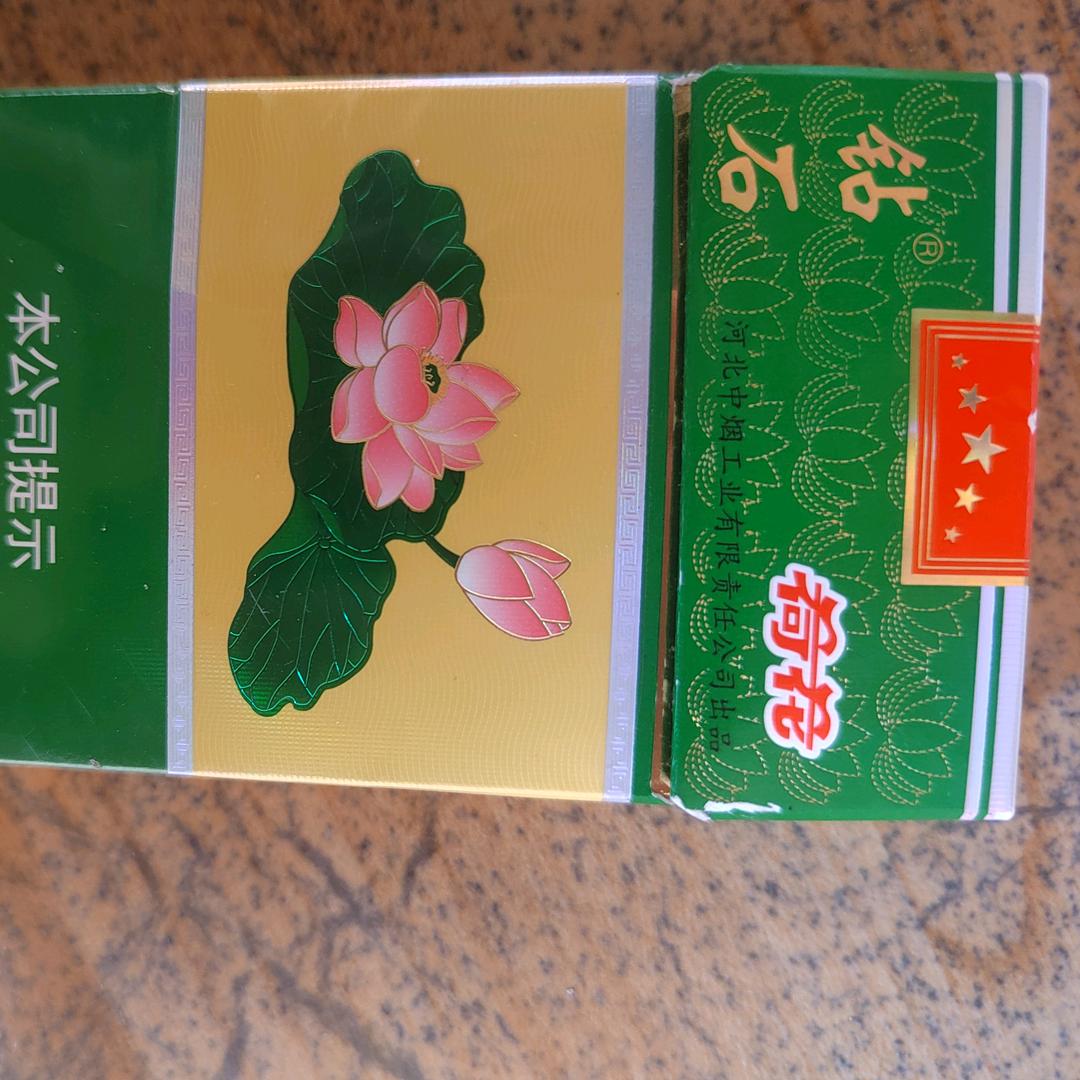 钻石®
荷花
河北中烟工业有限责任公司出品
本公司提示